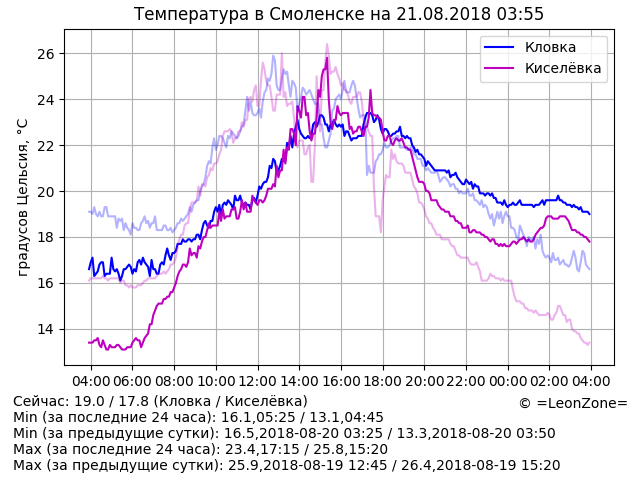 Температура в Смоленске на 21.08.2018 03:55
градусов Цельсия, °C
26
24
22
20
18
16
14
Кловка
Киселёвка
04:00 06:00 08:00 10:00 12:00 14:00 16:00 18:00 20:00 22:00 00:00 02:00 04:00
Сейчас: 19.0 / 17.8 (Кловка / Киселёвка)
© =LeonZone=
Min (за последние 24 часа): 16.1,05:25 / 13.1,04:45
Min (за предыдущие сутки): 16.5,2018-08-20 03:25 / 13.3,2018-08-20 03:50
Max (за последние 24 часа): 23.4,17:15 / 25.8,15:20
Max (за предыдущие сутки): 25.9,2018-08-19 12:45 / 26.4,2018-08-19 15:20